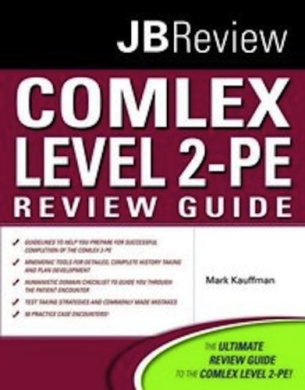 JBReview
COMLEX
LEVEL 2-PE
REVIEW GUIDE
GUIDELINES TO HELP YOU PREPARE FOR SUCCESSFUL
COMPLETION OF THE COMLEX 2-PE
MNEMONIC TOOLS FOR DETAILED, COMPLETE HISTORY TAKING
AND PLAN DEVELOPMENT
HUMANISTIC DOMAIN CHECKLIST TO GUIDE YOU THROUGH
THE PATIENT ENCOUNTER
TEST TAKING STRATEGIES AND COMMONLY MADE MISTAKES
PRACTICE CASE ENCOUNTERS!
Mark Kauffman
The ULTIMATE
REVIEW GUIDE
TO THE COMLEX LEVEL 2-PE!